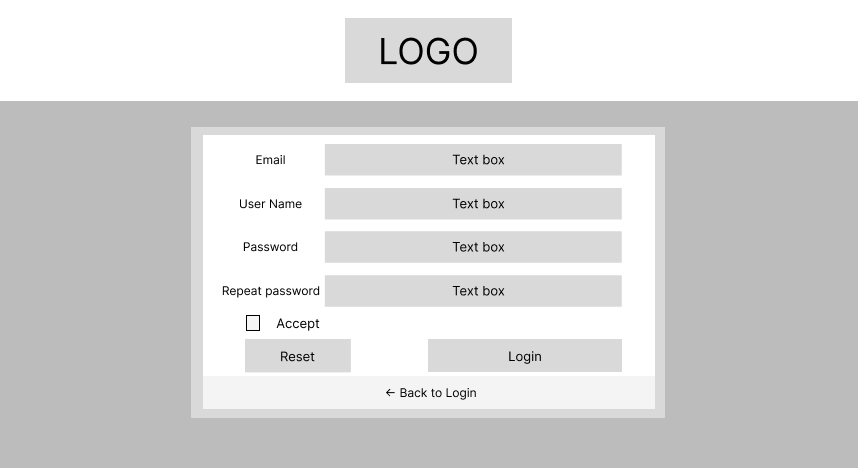 LOGO
Email
Text box
User Name
Text box
Password
Text box
Repeat password
Text box
Accept
Reset
Login
← Back to Login